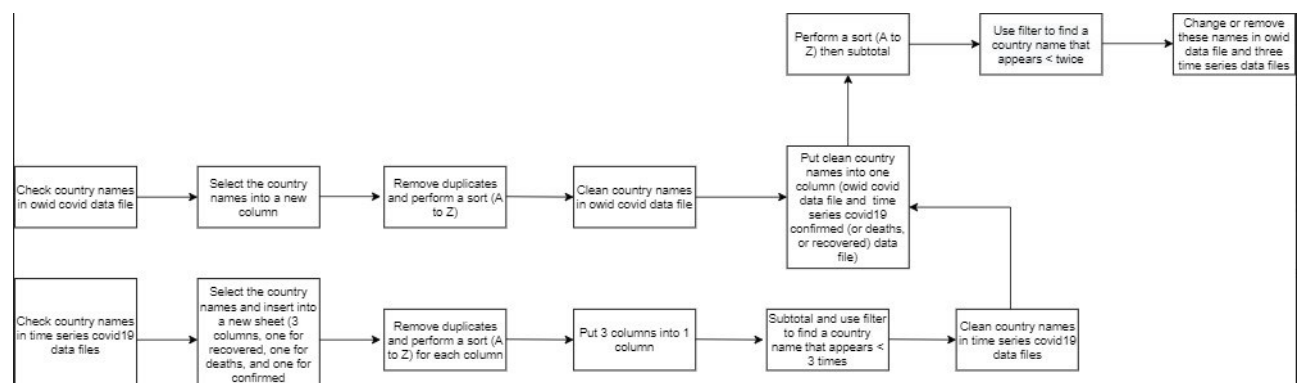 Perform a sort (A to
Z) then subtotal
Use filter to find a
country name that
appears < twice
Change or remove
these names in owid
data file and three
time series data files
Check country names
in owid covid data file
Select the country
names into a new
column
Remove duplicates
and perform a sort (A
to Z)
Clean country names
in owid covid data file
Put clean country
names into one
column (owid covid
data file and time
series covid19
confirmed (or deaths,
or recovered) data
file)
Check country names
in time series covid19
data files
Select the country
names and insert into
a new sheet (3
columns, one for
recovered, one for
deaths, and one for
confirmed
Remove duplicates
and perform a sort (A
to Z) for each column
Put 3 columns into 1
column
Subtotal and use filter
to find a country
name that appears <
3 times
Clean country names
in time series covid19
data files